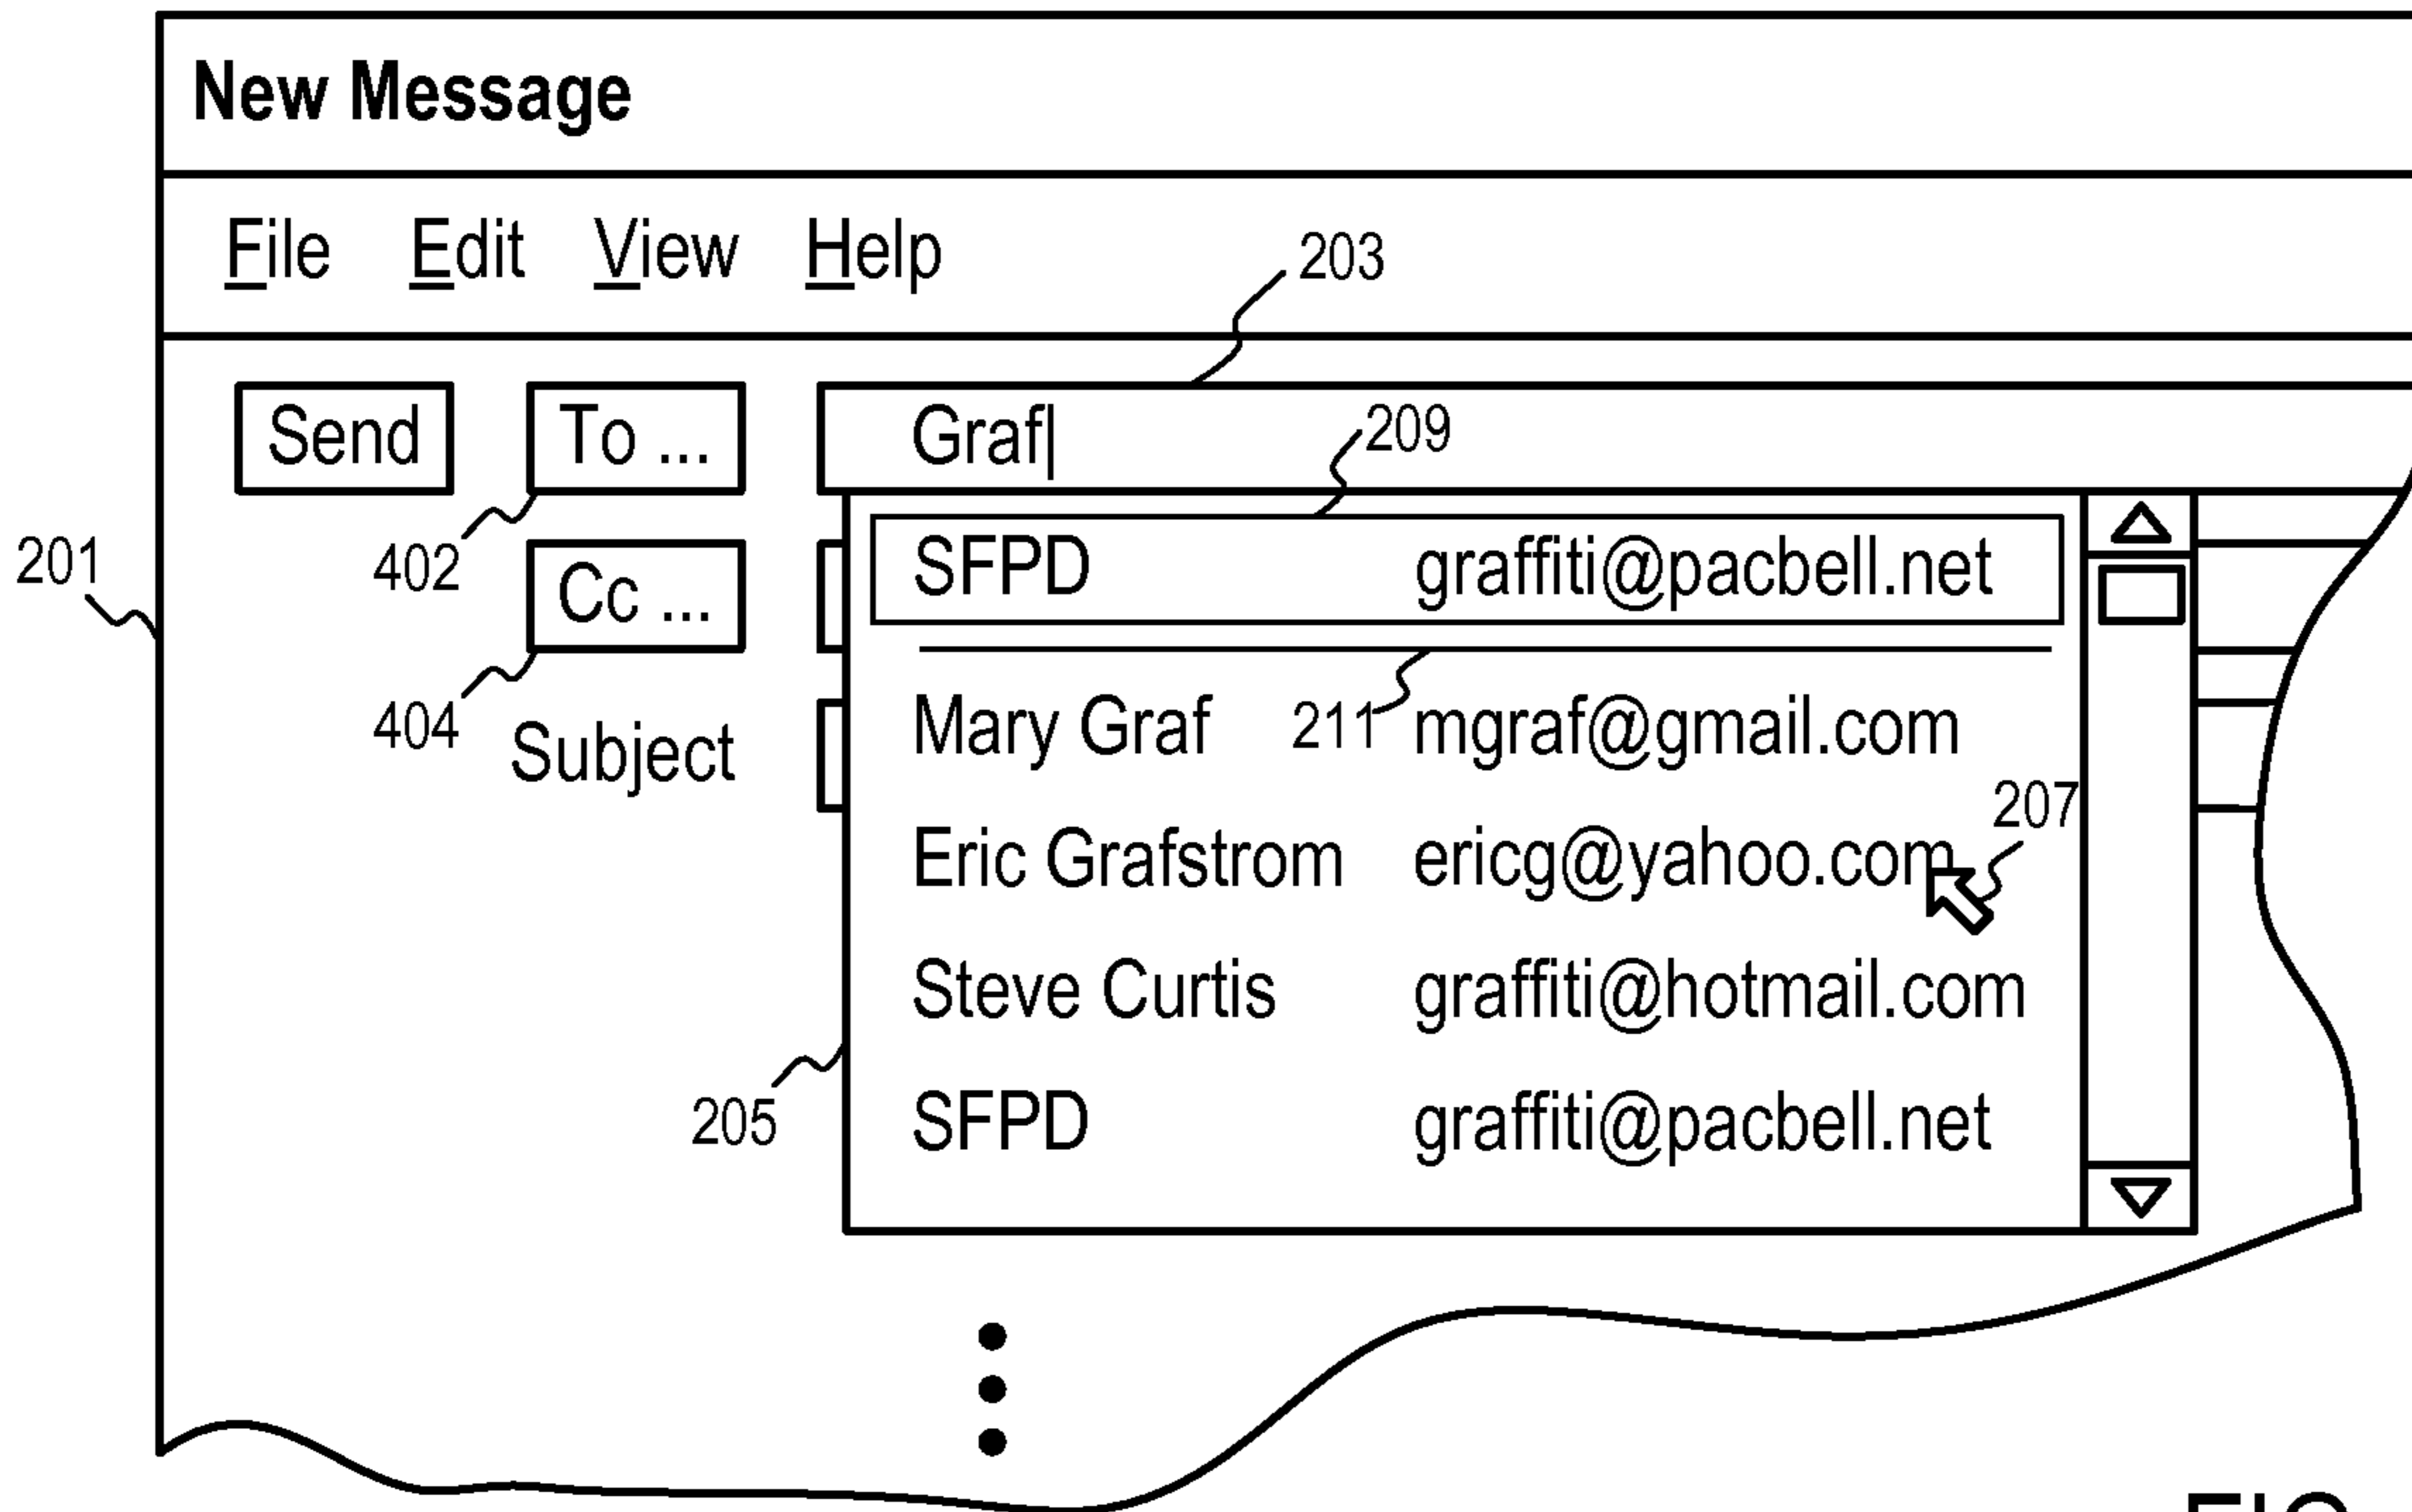 New Message
File Edit View Help
203
Send To ... Graf
209
SFPD graffiti@pacbell.net
201
402
Cc ...
404
Subject
Mary Graf 211 mgraf@gmail.com
207
Eric Grafstrom ericg@yahoo.com
Steve Curtis graffiti@hotmail.com
205
SFPD graffiti@pacbell.net